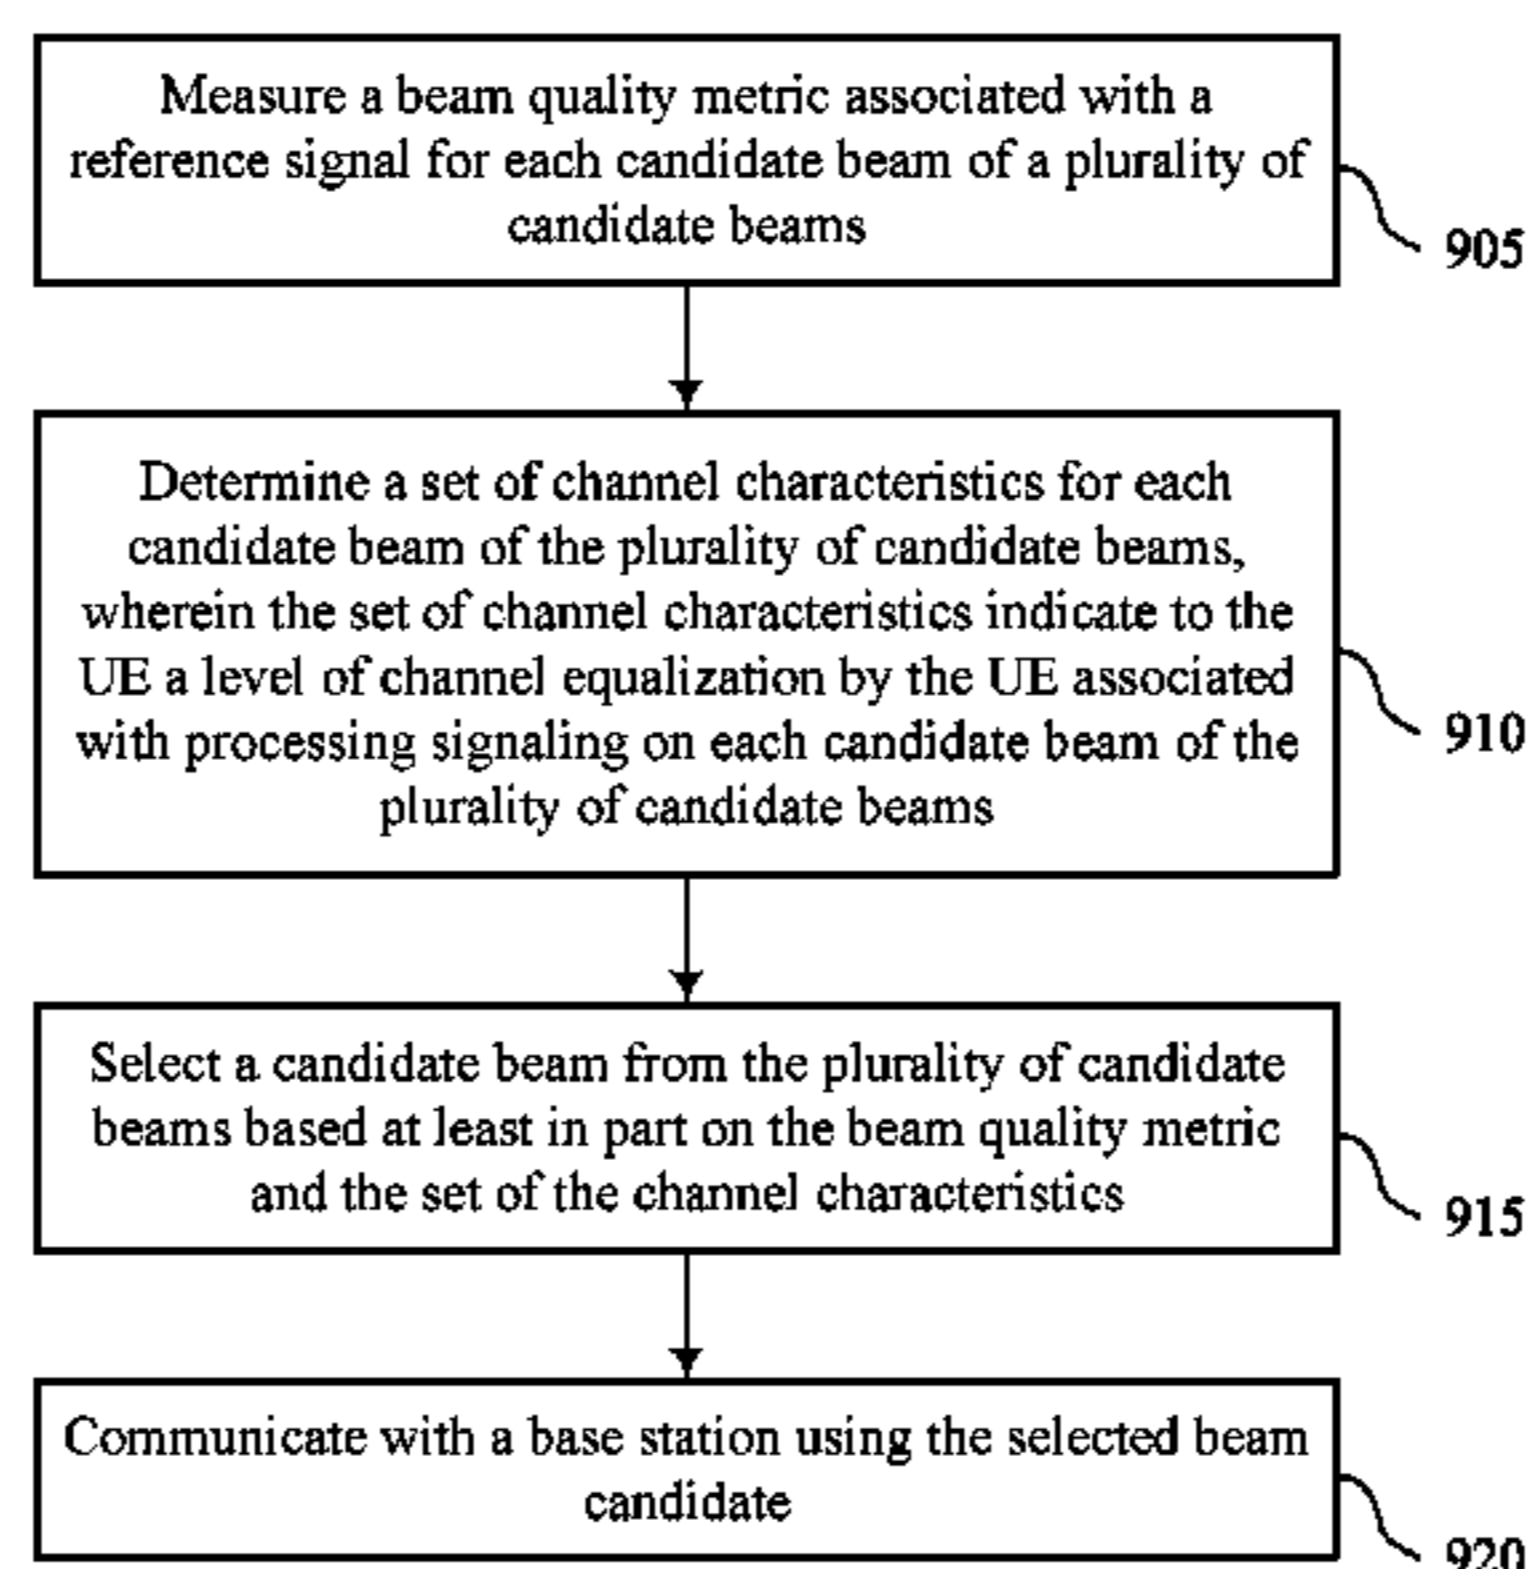 Measure a beam quality metric associated with a
reference signal for each candidate beam of a plurality of
candidate beams
905
Determine a set of channel characteristics for each
candidate beam of the plurality of candidate beams,
wherein the set of channel characteristics indicate to the
UE a level of channel equalization by the UE associated
with processing signaling on each candidate beam of the
plurality of candidate beams
910
Select a candidate beam from the plurality of candidate
beams based at least in part on the beam quality metric
and the set of the channel characteristics
915
Communicate with a base station using the selected beam
candidate
920